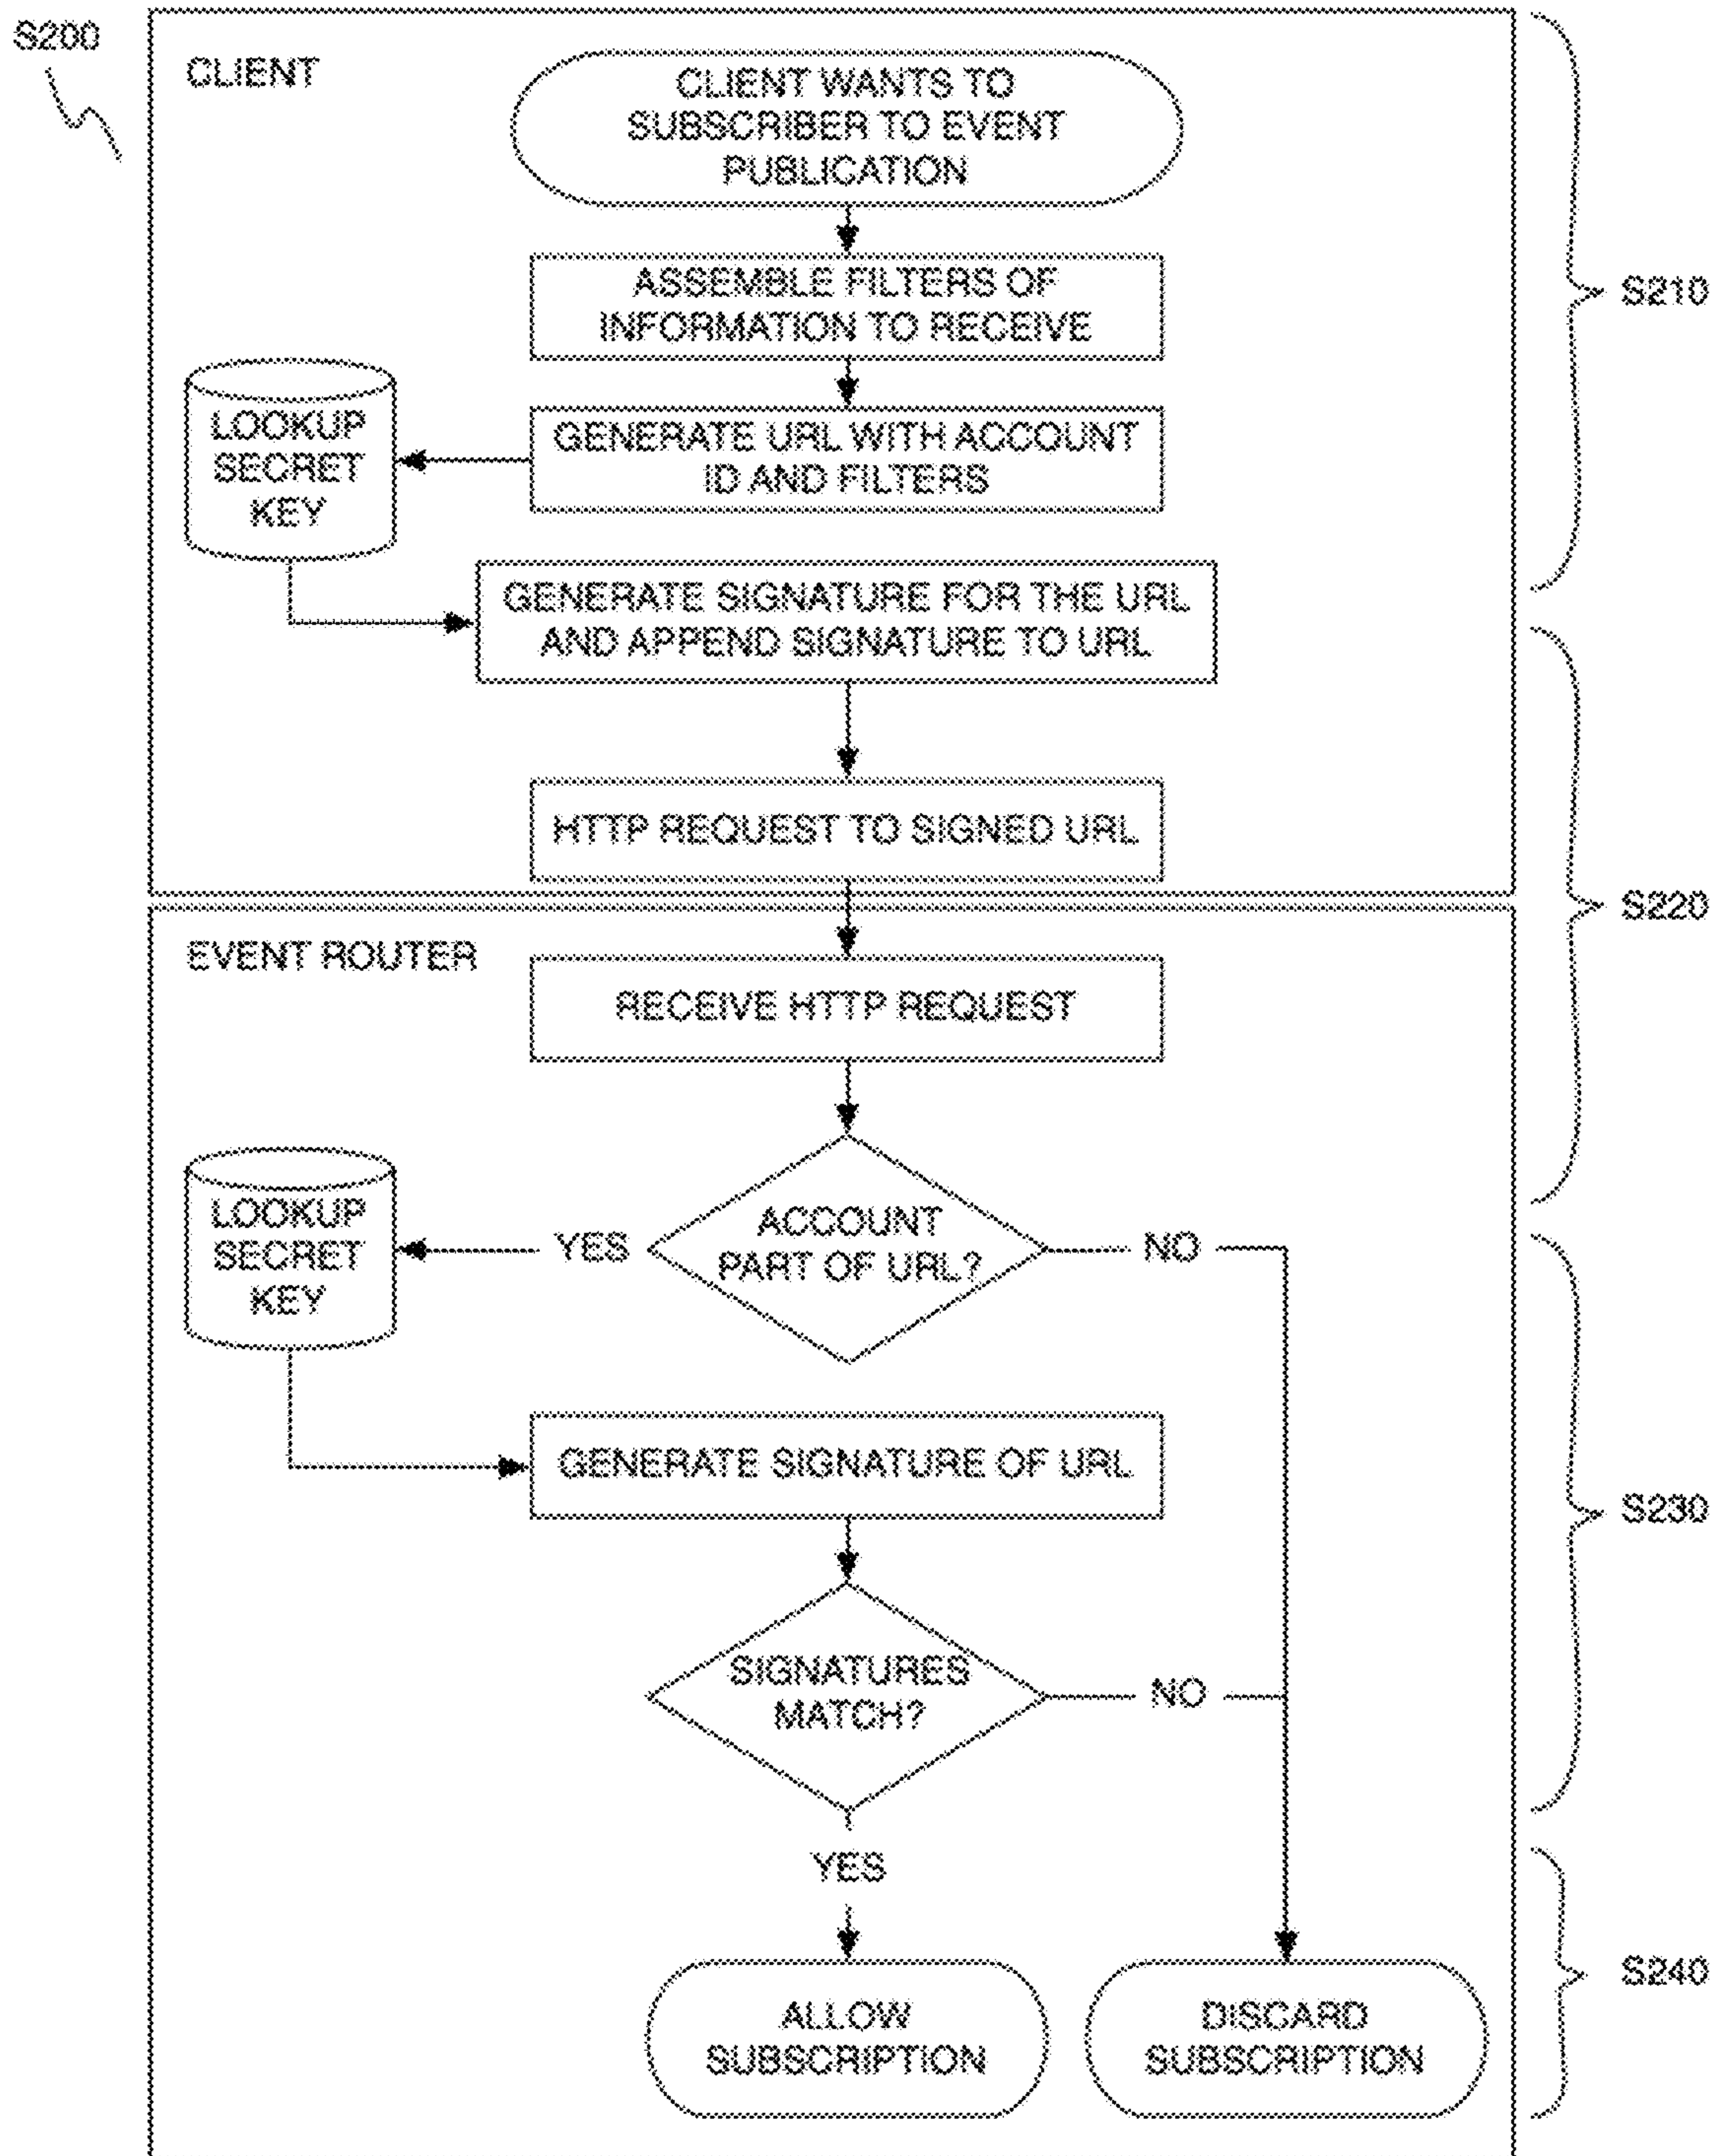 S200
CLIENT
CLIENT WANTS TO
SUBSCRIBER TO EVENT
PUBLICATION
ASSEMBLE FILTERS OF
INFORMATION TO RECEIVE
S210
LOOKUP
SECRET
KEY
GENERATE URL WITH ACCOUNT
ID AND FILTERS
GENERATE SIGNATURE FOR THE URL
AND APPEND SIGNATURE TO URL
HTTP REQUEST TO SIGNED URL
S220
EVENT ROUTER
RECEIVE HTTP REQUEST
LOOKUP
SECRET
KEY
YES
ACCOUNT
PART OF URL?
NO
GENERATE SIGNATURE OF URL
S230
SIGNATURES
MATCH?
NO
YES
S240
ALLOW
SUBSCRIPTION
DISCARD
SUBSCRIPTION